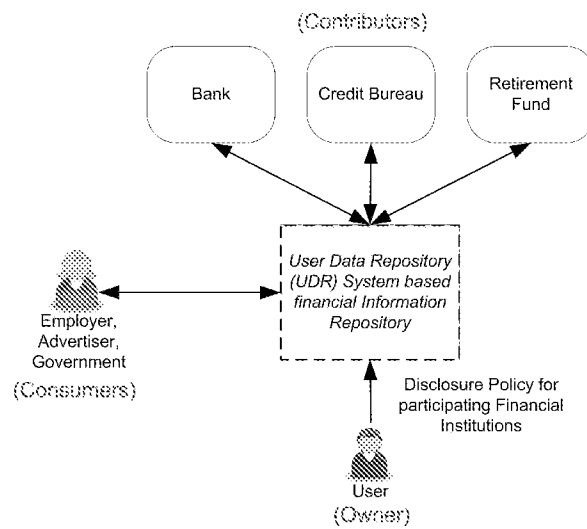 (Contributors)
Bank
Credit Bureau
Retirement
Fund
User Data Repository
(UDR) System based
financial Information
Repository
Employer,
Advertiser,
Government
(Consumers)
Disclosure Policy for
participating Financial
Institutions
User
(Owner)